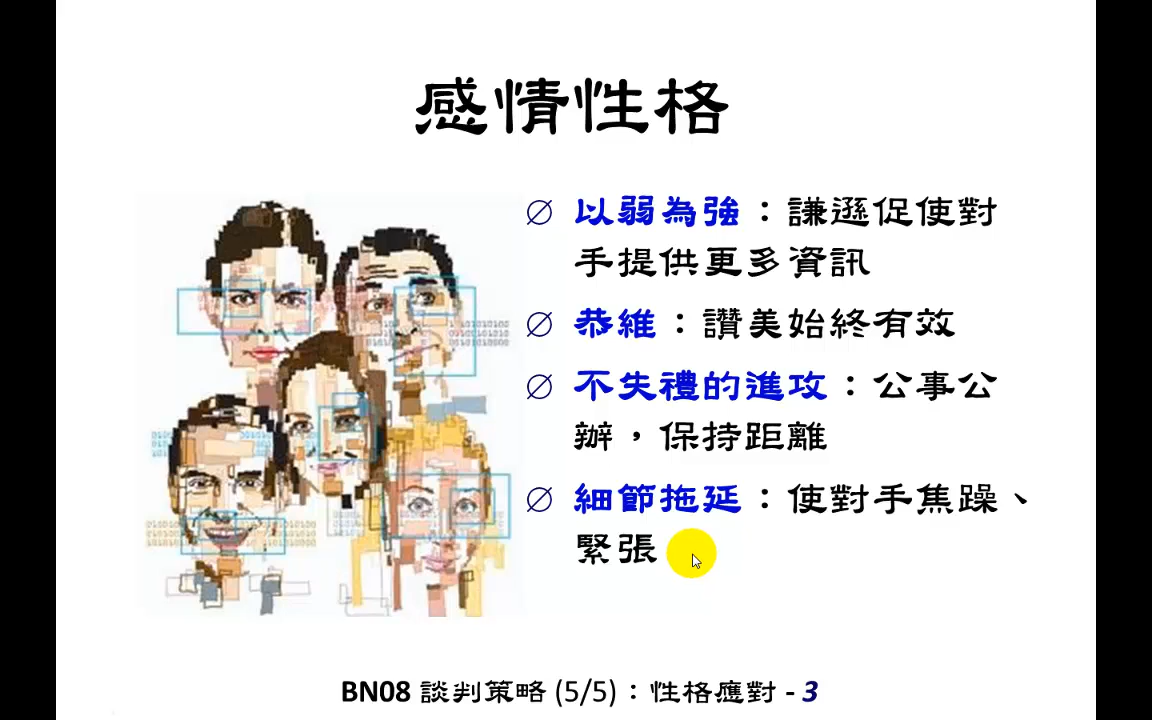 感情性格
以弱為強：謙遜促使對
手提供更多資訊
恭維：讚美始終有效
不失禮的進攻：公事公
辦，保持距離
細節拖延：使對手焦躁、
緊張
BN08 談判策略 (5/5)：性格應對 - 3